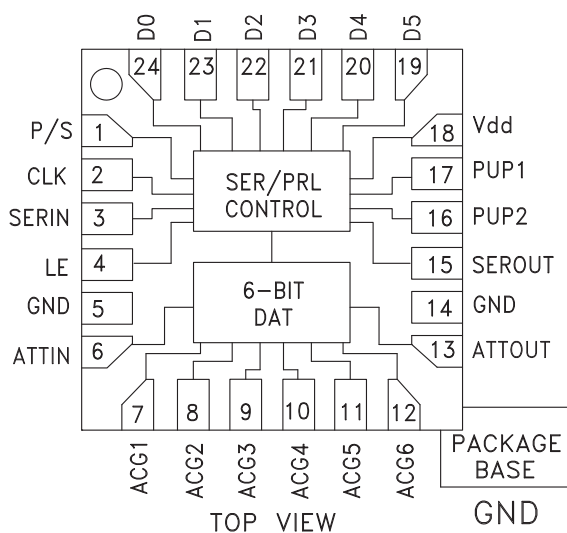 D0 D1 D2 D3 D4 D5
24 23 22 21 20 19
P/S 1 18 Vdd
CLK 2 17 PUP1
SERIN 3 16 PUP2
SER/PRL
CONTROL
LE 4 15 SEROUT
GND 5 14 GND
6-BIT
DAT
ATTIN 6 13 ATTOUT
7 8 9 10 11 12
ACG1 ACG2 ACG3 ACG4 ACG5 ACG6
PACKAGE
BASE
GND
TOP VIEW